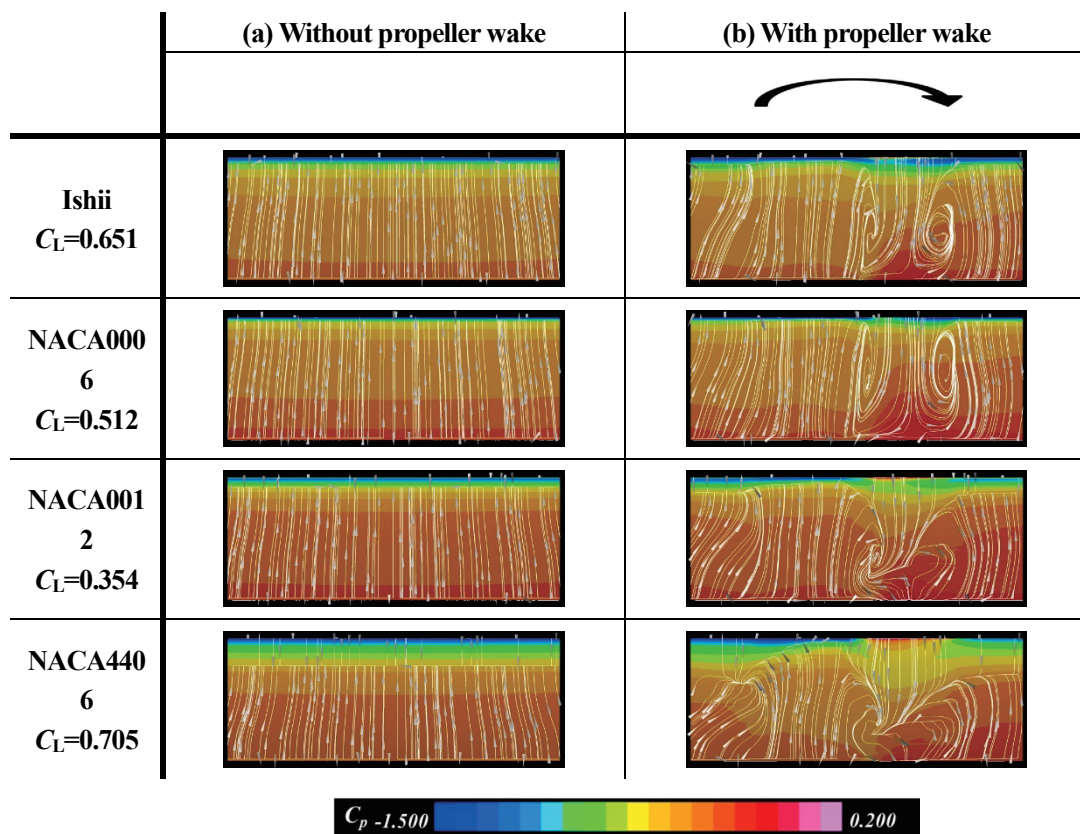 (a) Without propeller wake
(b) With propeller wake
Ishii
CL=0.651
NACA000
6
CL=0.512
NACA001
2
CL=0.354
NACA440
6
CL=0.705
Cp -1.500 0.200